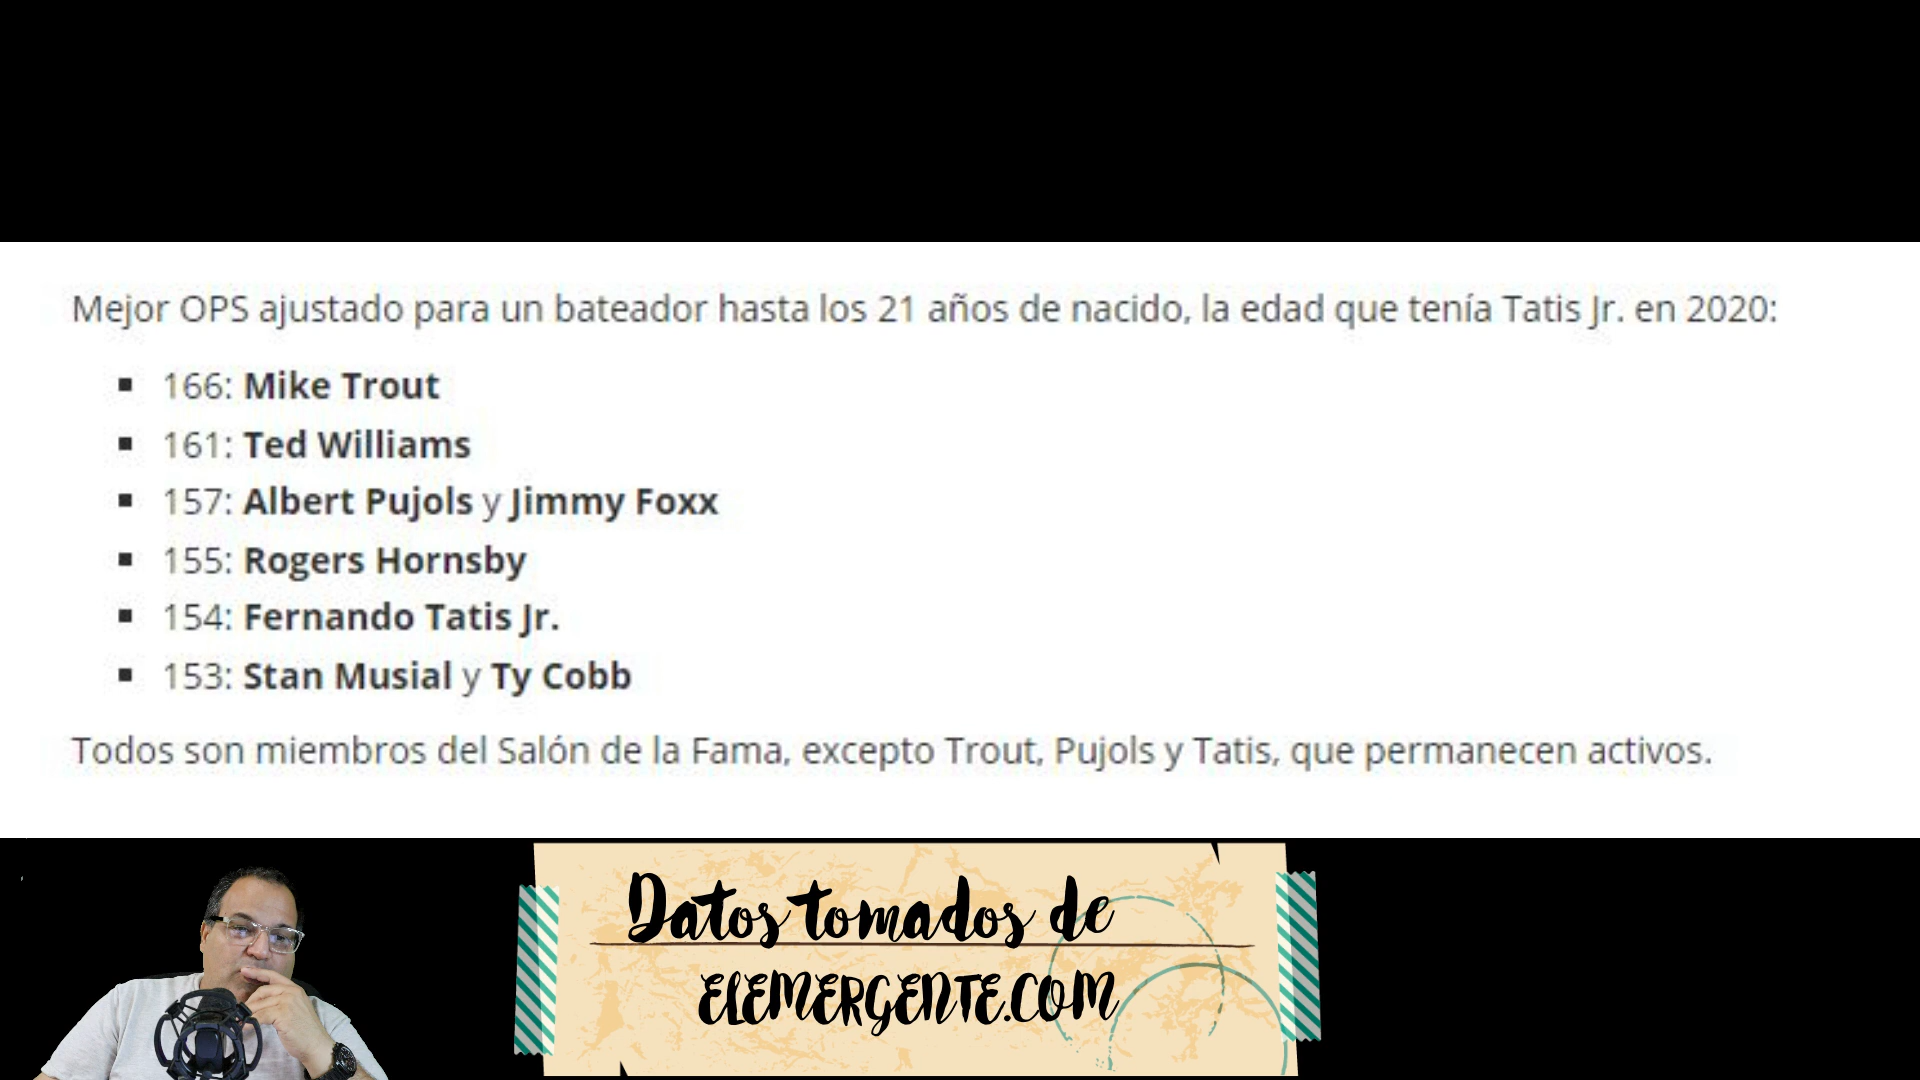 Mejor OPS ajustado para un bateador hasta los 21 años de nacido, la edad que tenía Tatis Jr. en 2020:
▪ 166: Mike Trout
▪ 161: Ted Williams
▪ 157: Albert Pujols y Jimmy Foxx
▪ 155: Rogers Hornsby
▪ 154: Fernando Tatis Jr.
▪ 153: Stan Musial y Ty Cobb
Todos son miembros del Salón de la Fama, excepto Trout, Pujols y Tatis, que permanecen activos.
Datos tomados de
ELEMERGENTE.COM